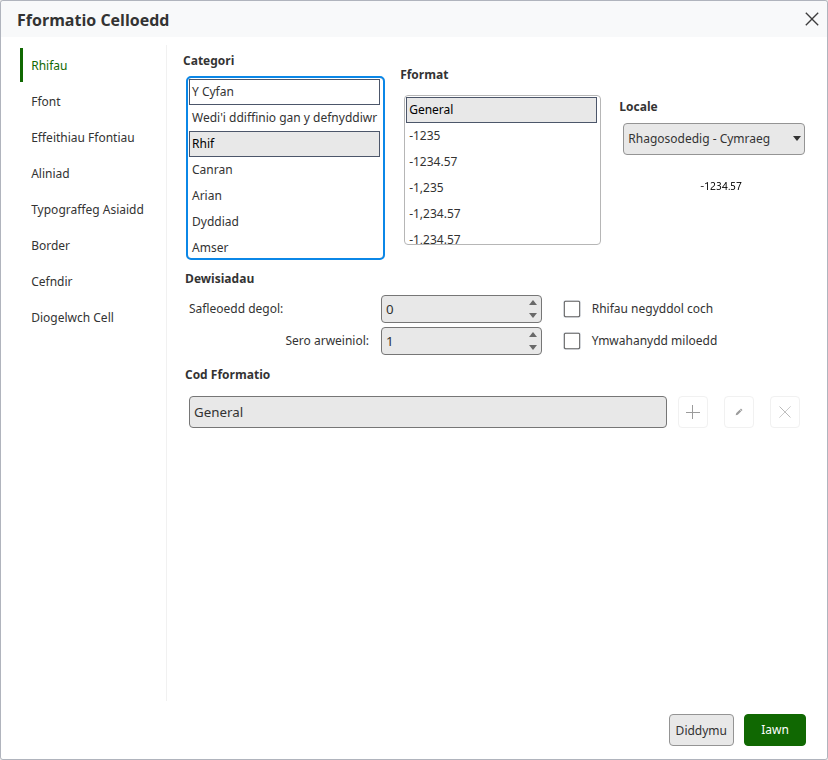 Fformatio Celloedd
Rhifau
Ffont
Effeithiau Ffontiau
Aliniad
Typograffeg Asiaidd
Border
Cefndir
Diogelwch Cell
Categori
Y Cyfan
Wedi'i ddiffinio gan y defnyddiwr
Rhif
Canran
Arian
Dyddiad
Amser
Fformat
General
-1235
-1234.57
-1,235
-1,234.57
-1,234.57
Locale
Rhagosodedig - Cymraeg
-1234.57
Dewisiadau
Safleoedd degol: 0
Rhifau negyddol coch
Sero arweiniol: 1
Ymwahanydd miloedd
Cod Fformatio
General
Diddymu
Iawn